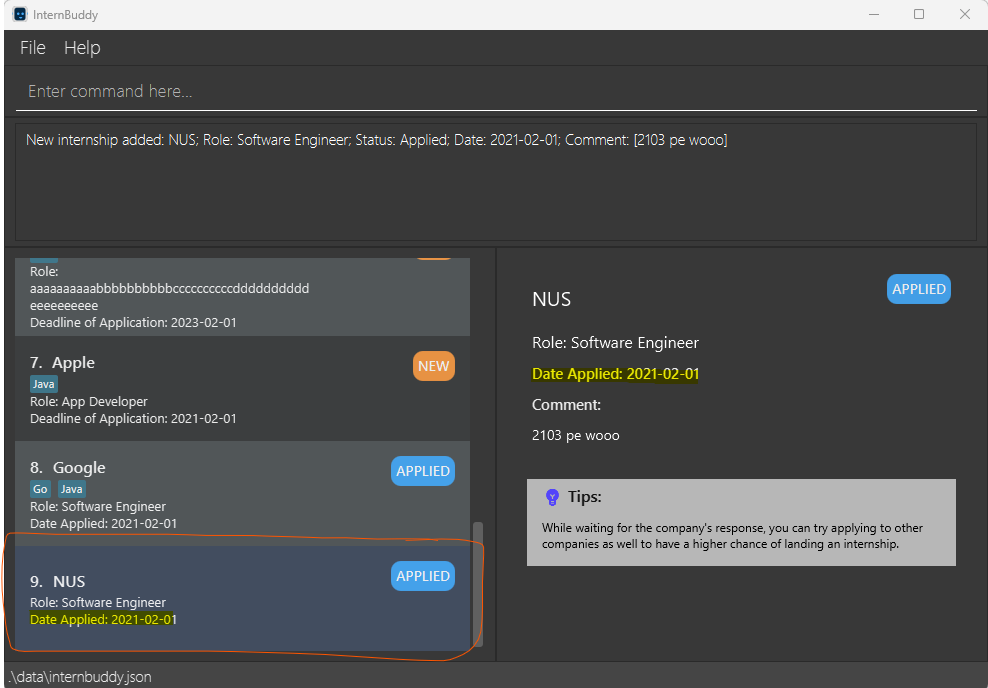 InternBuddy
File Help
Enter command here...
New internship added: NUS; Role: Software Engineer; Status: Applied; Date: 2021-02-01; Comment: [2103 pe wooo]
Role:
aaaaaaaaaabbbbbbbbbbccccccccccdddddddddd
eeeeeeeeee
Deadline of Application: 2023-02-01
7. Apple
NEW
Java
Role: App Developer
Deadline of Application: 2021-02-01
8. Google
APPLIED
Go Java
Role: Software Engineer
Date Applied: 2021-02-01
9. NUS
APPLIED
Role: Software Engineer
Date Applied: 2021-02-01
NUS
APPLIED
Role: Software Engineer
Date Applied: 2021-02-01
Comment:
2103 pe wooo
Tips:
While waiting for the company's response, you can try applying to other
companies as well to have a higher chance of landing an internship.
.\data\internbuddy.json